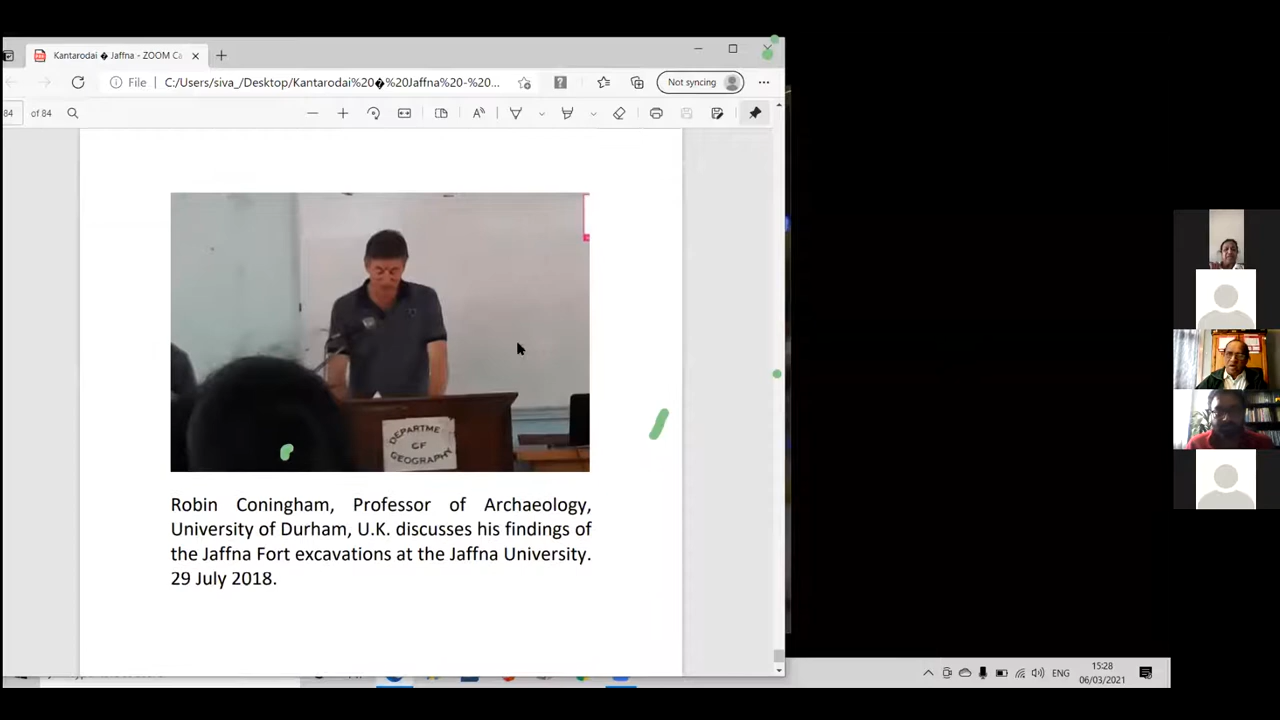 Kantarodai � Jaffna - ZOOM Ca
File C:/Users/siva_/Desktop/Kantarodai%20�%20Jaffna%20-%20... Not syncing
84 of 84
DEPARTME
OF
GEOGRAPHY
Robin Coningham, Professor of Archaeology,
University of Durham, U.K. discusses his findings of
the Jaffna Fort excavations at the Jaffna University.
29 July 2018.
ENG 15:28
06/03/2021